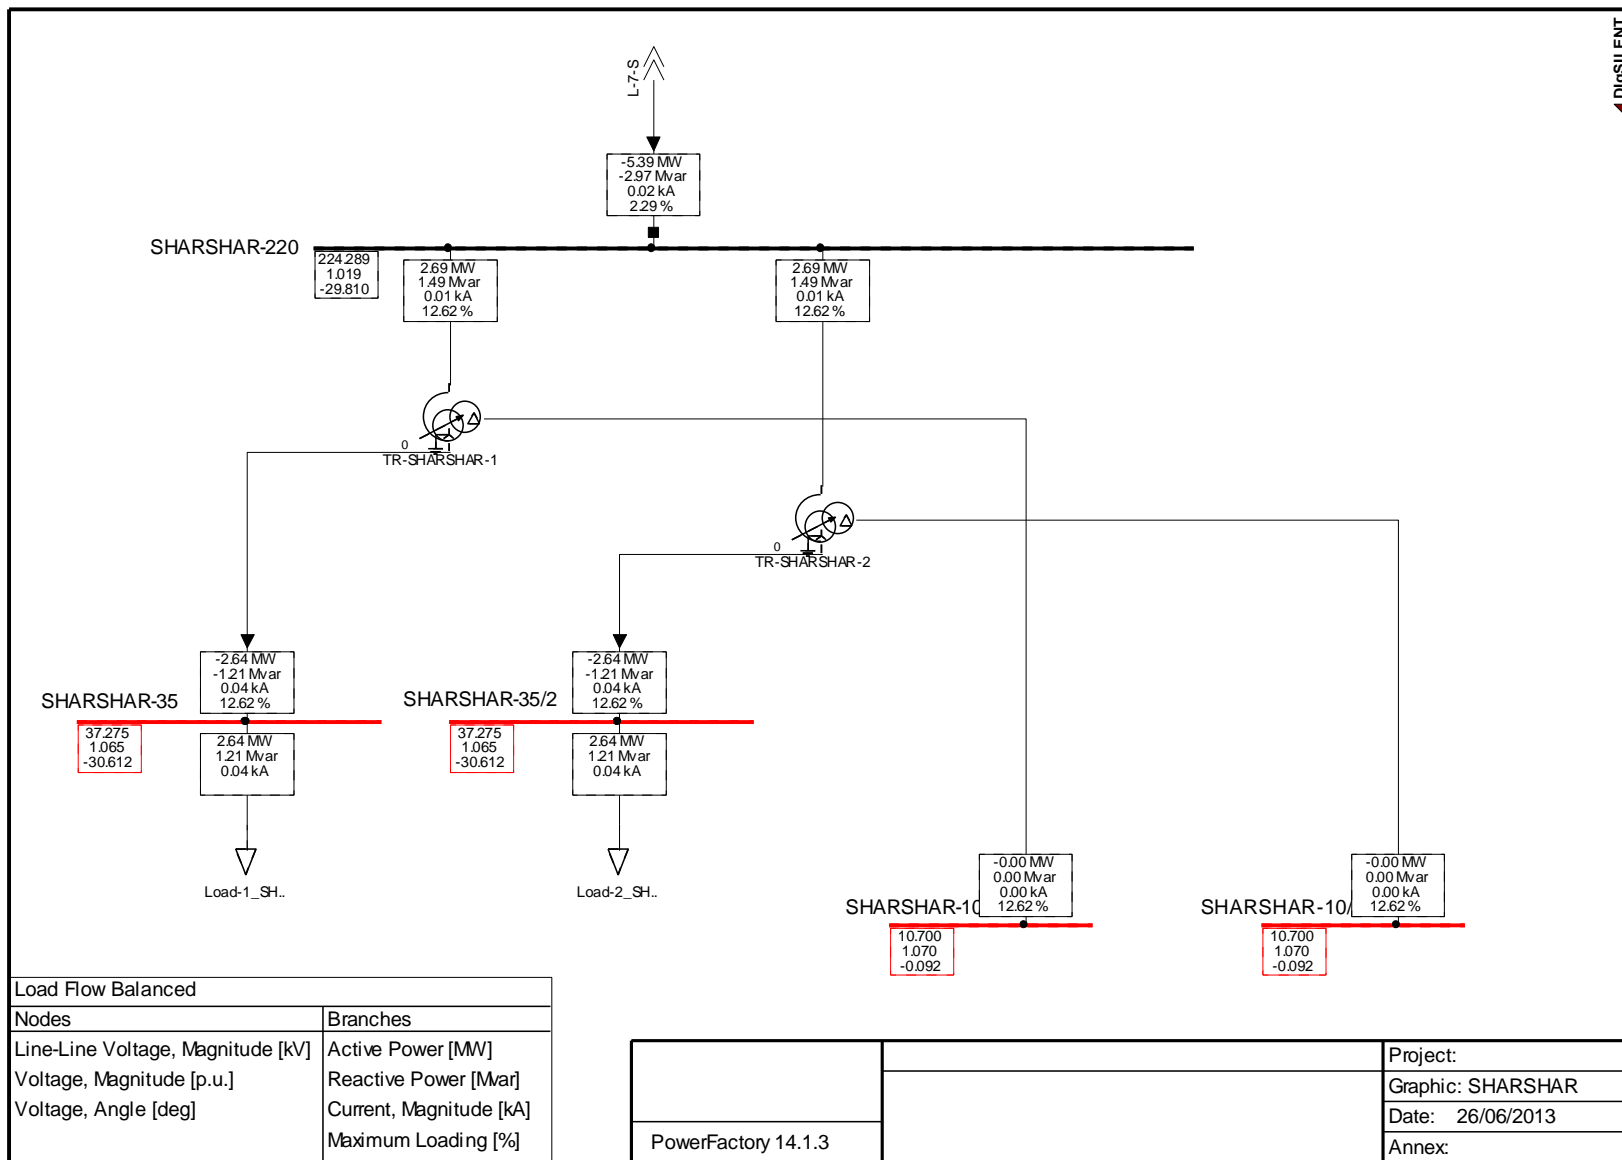 DIgSILENT
L-7-S
-5.39 MW
-2.97 Mvar
0.02 kA
2.29 %
SHARSHAR-220
224.289
1.019
-29.810
2.69 MW
1.49 Mvar
0.01 kA
12.62 %
2.69 MW
1.49 Mvar
0.01 kA
12.62 %
0
TR-SHARSHAR-1
0
TR-SHARSHAR-2
-2.64 MW
-1.21 Mvar
0.04 kA
12.62 %
SHARSHAR-35
37.275
1.065
-30.612
2.64 MW
1.21 Mvar
0.04 kA
Load-1_SH..
-2.64 MW
-1.21 Mvar
0.04 kA
12.62 %
SHARSHAR-35/2
37.275
1.065
-30.612
2.64 MW
1.21 Mvar
0.04 kA
Load-2_SH..
-0.00 MW
0.00 Mvar
0.00 kA
12.62 %
SHARSHAR-10
10.700
1.070
-0.092
-0.00 MW
0.00 Mvar
0.00 kA
12.62 %
SHARSHAR-10/
10.700
1.070
-0.092
Load Flow Balanced
Nodes
Line-Line Voltage, Magnitude [kV]
Voltage, Magnitude [p.u.]
Voltage, Angle [deg]
Branches
Active Power [MW]
Reactive Power [Mvar]
Current, Magnitude [kA]
Maximum Loading [%]
PowerFactory 14.1.3
Project:
Graphic: SHARSHAR
Date: 26/06/2013
Annex: